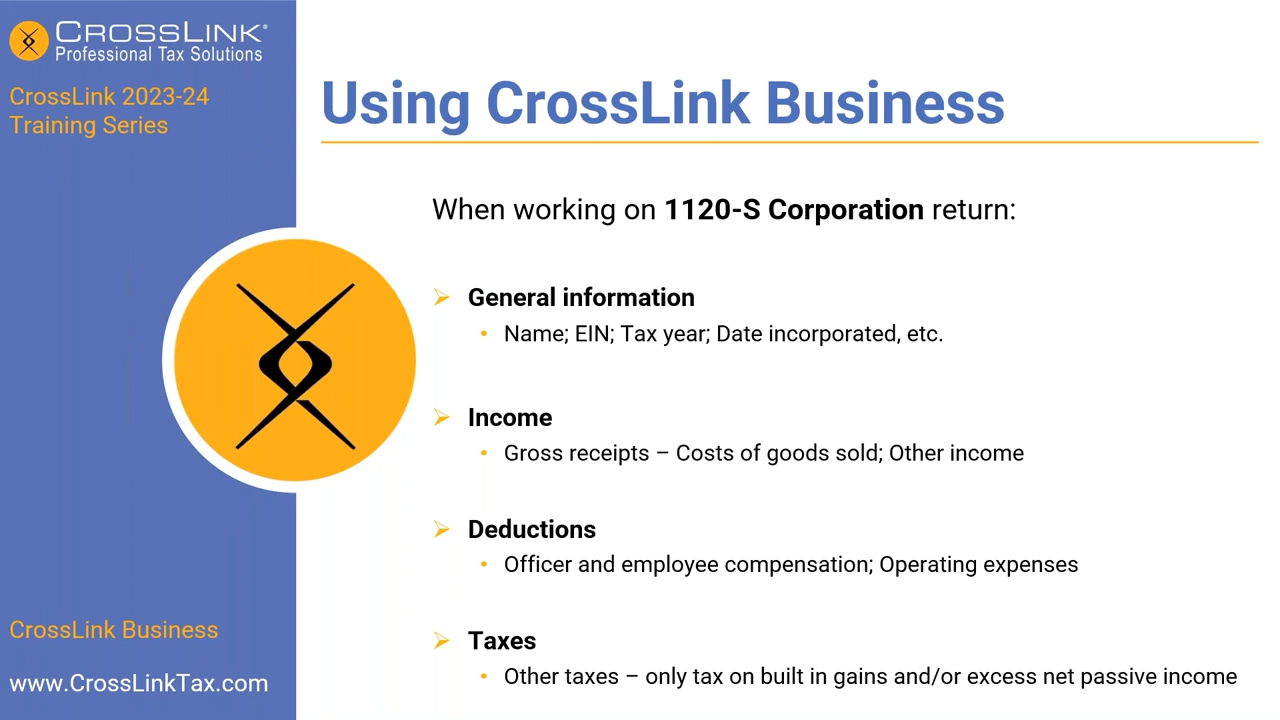 CROSSLINK®
Professional Tax Solutions
CrossLink 2023-24
Training Series
Using CrossLink Business
When working on 1120-S Corporation return:
➢ General information
• Name; EIN; Tax year; Date incorporated, etc.
➢ Income
• Gross receipts – Costs of goods sold; Other income
➢ Deductions
• Officer and employee compensation; Operating expenses
➢ Taxes
• Other taxes – only tax on built in gains and/or excess net passive income
CrossLink Business
www.CrossLinkTax.com